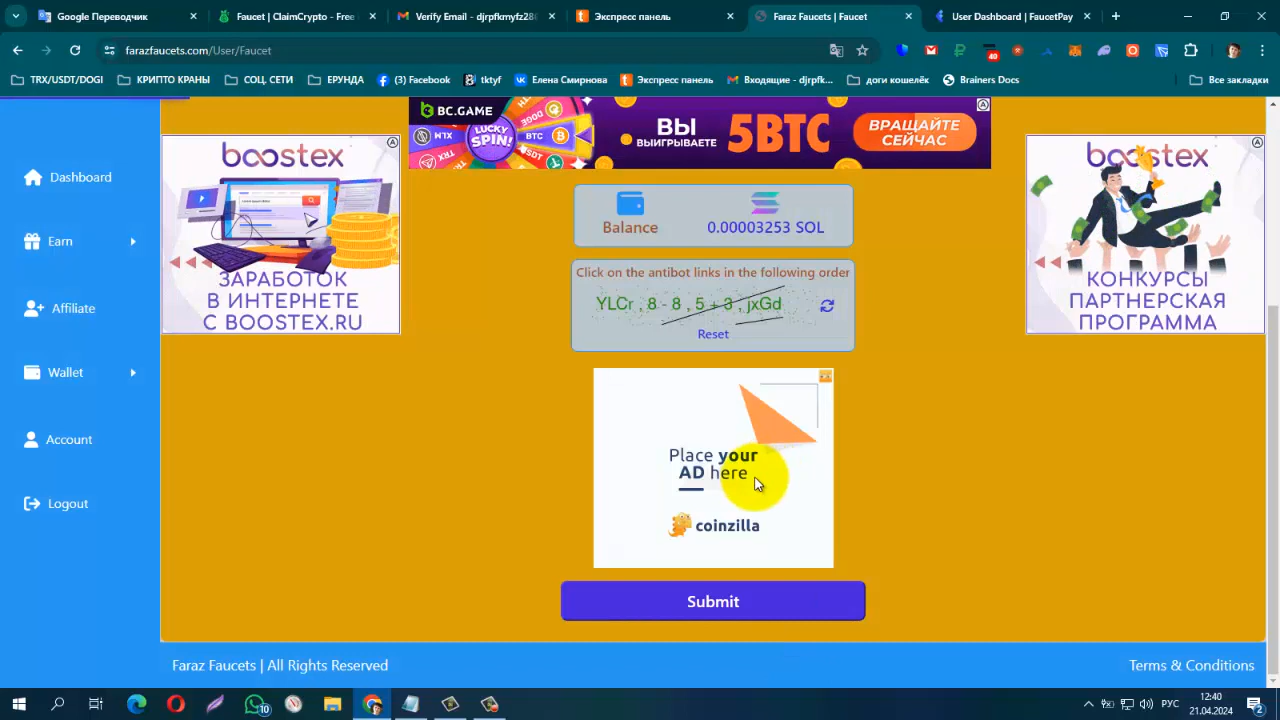 Google Переводчик
Faucet | ClaimCrypto - Free
Verify Email - djrpfkmyfz288
Экспресс панель
Faraz Faucets | Faucet
User Dashboard | FaucetPay
farazfaucets.com/User/Faucet
40
TRX/USDT/DOGI
КРИПТО КРАНЫ
СОЦ. СЕТИ
ЕРУНДА
(3) Facebook
tktyf
Елена Смирнова
Экспресс панель
Входящие - djrpfk...
доги кошелёк
Brainers Docs
Все закладки
BC.GAME
LUCKY SPIN!
BTC
ВЫ
ВЫИГРЫВАЕТЕ
5BTC
ВРАЩАЙТЕ
СЕЙЧАС
Dashboard
Earn
Affiliate
Wallet
Account
Logout
boostex
ЗАРАБОТОК
В ИНТЕРНЕТЕ
С BOOSTEX.RU
Balance
0.00003253 SOL
Click on the antibot links in the following order
YLCr , 8 - 8 , 5 + 3 , jxGd
Reset
Place your
AD here
coinzilla
Submit
boostex
КОНКУРСЫ
ПАРТНЕРСКАЯ
ПРОГРАММА
Faraz Faucets | All Rights Reserved
Terms & Conditions
10
РУС
12:40
21.04.2024
2